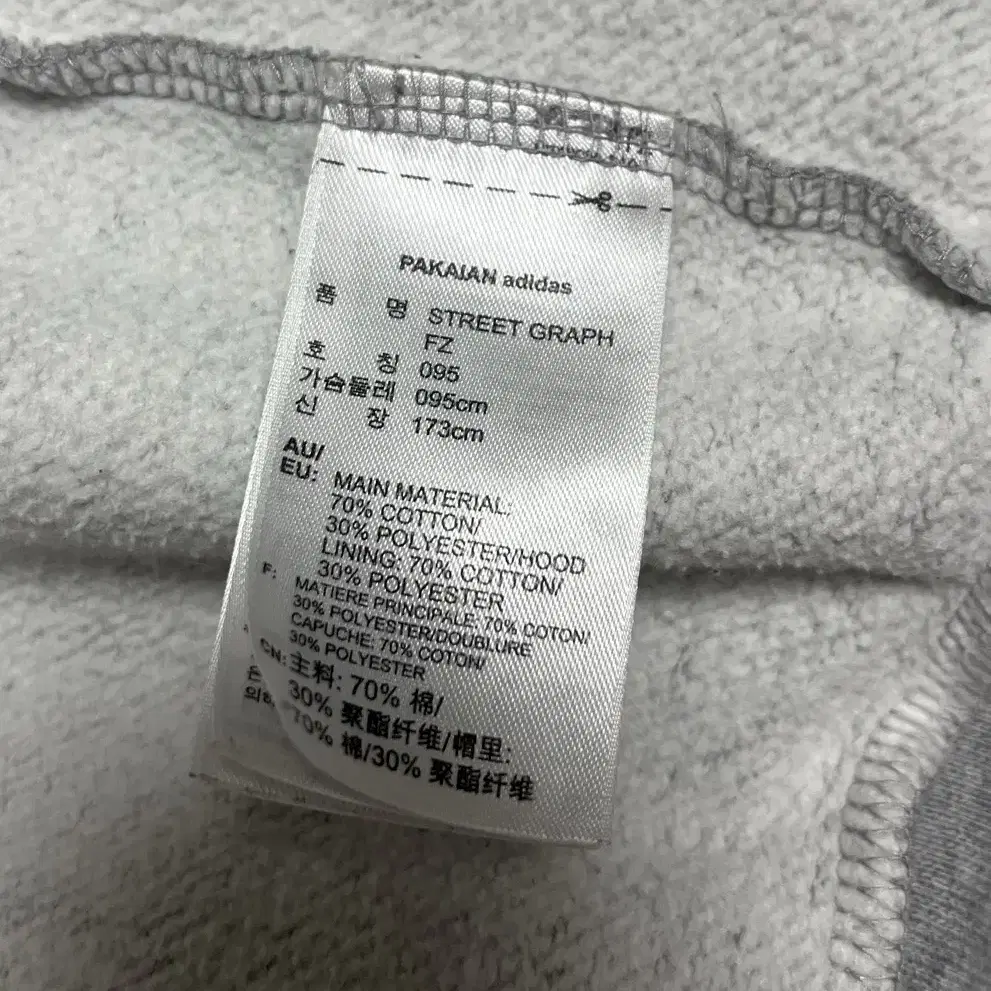 PAKAIAN adidas
품 명 STREET GRAPH
FZ
호 칭 095
가슴둘레 095cm
신 장 173cm
AU/
EU: MAIN MATERIAL:
70% COTTON/
30% POLYESTER/HOOD
LINING: 70% COTTON/
30% POLYESTER
F: MATIERE PRINCIPALE: 70% COTON/
30% POLYESTER/DOUBLURE
CAPUCHE: 70% COTON/
30% POLYESTER
CN: 主料: 70% 棉/
30% 聚酯纤维/帽里:
70% 棉/30% 聚酯纤维